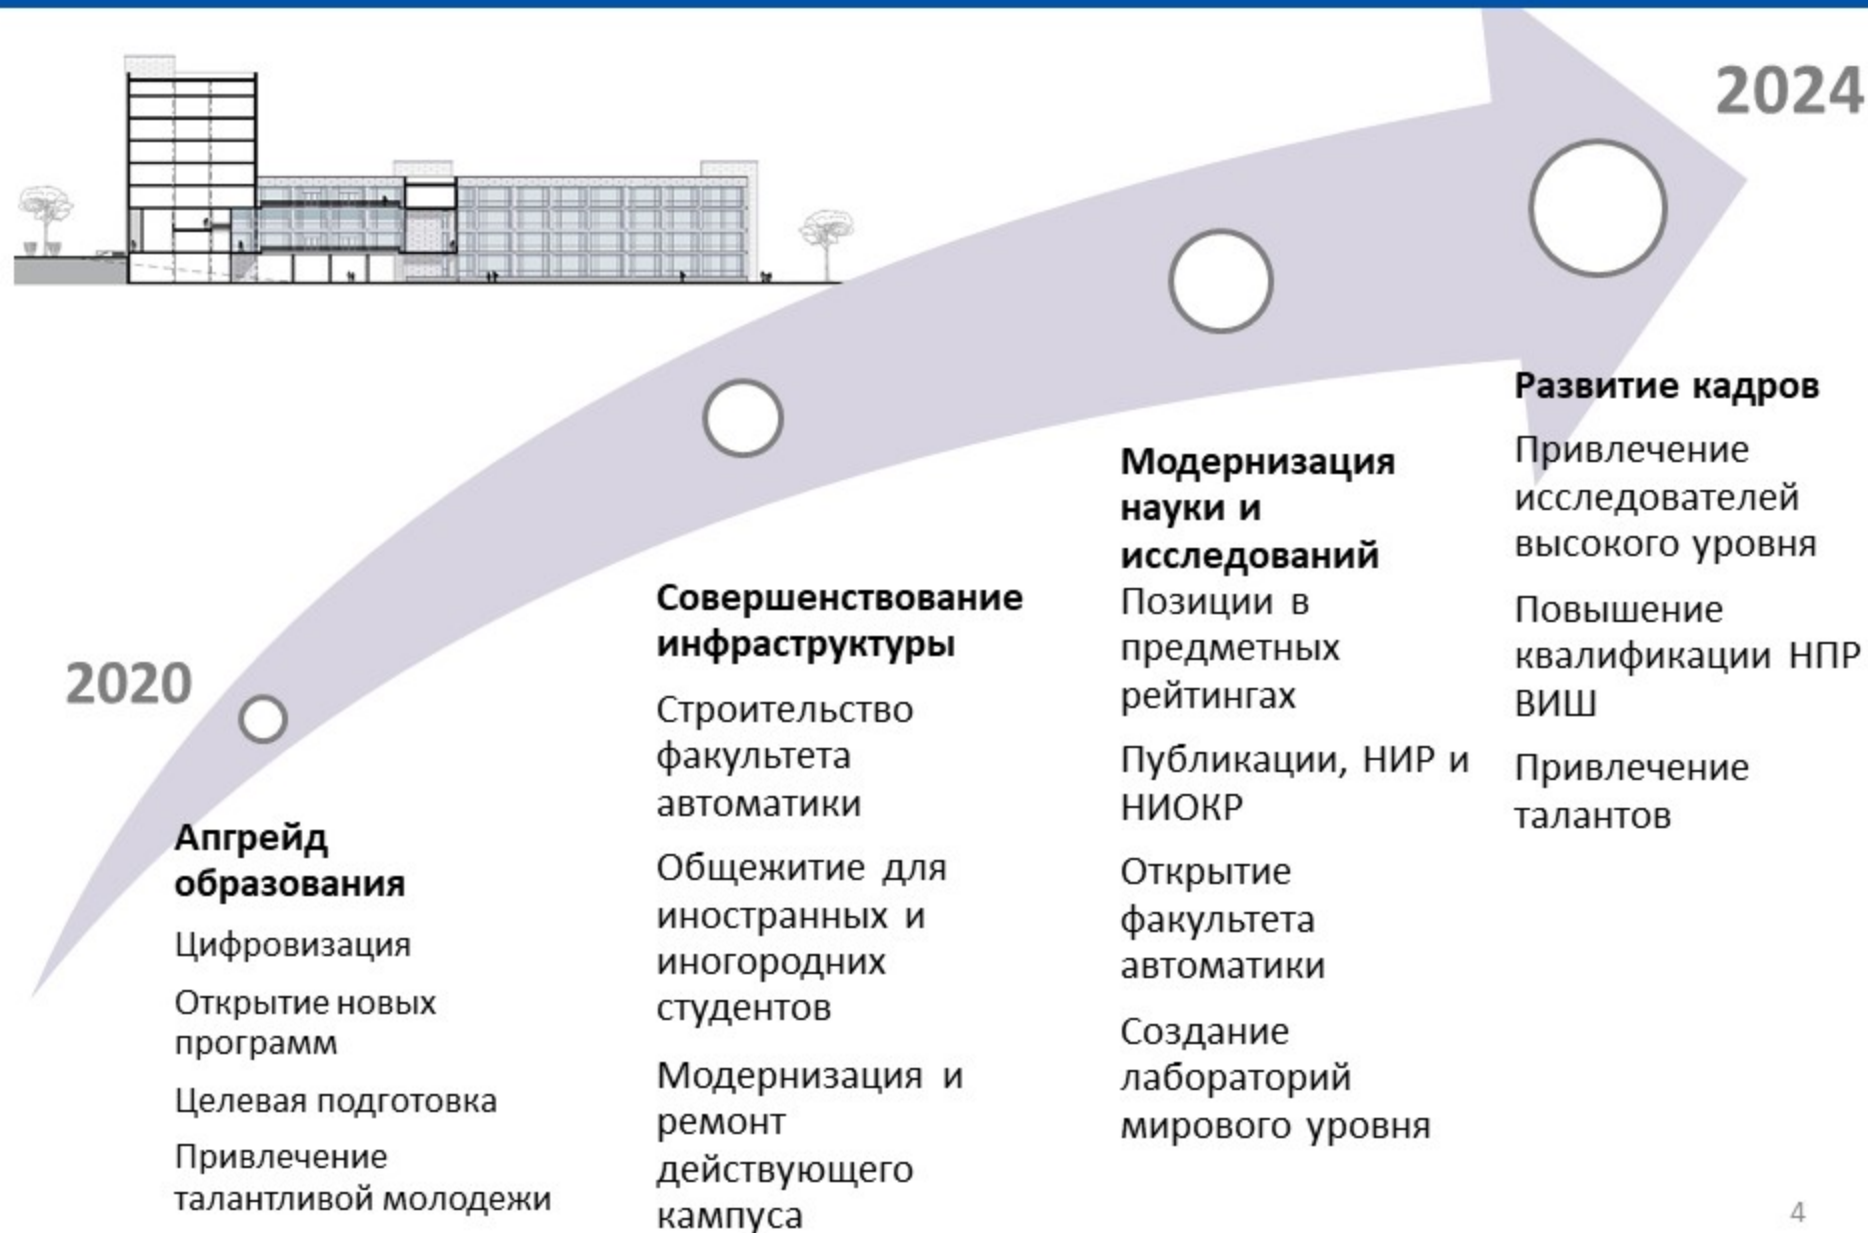 2024
2020
Апгрейд
образования
Цифровизация
Открытие новых
программ
Целевая подготовка
Привлечение
талантливой молодежи
Совершенствование
инфраструктуры
Строительство
факультета
автоматики
Общежитие для
иностранных и
иногородних
студентов
Модернизация и
ремонт
действующего
кампуса
Модернизация
науки и
исследований
Позиции в
предметных
рейтингах
Публикации, НИР и
НИОКР
Открытие
факультета
автоматики
Создание
лабораторий
мирового уровня
Развитие кадров
Привлечение
исследователей
высокого уровня
Повышение
квалификации НПР
ВИШ
Привлечение
талантов
4